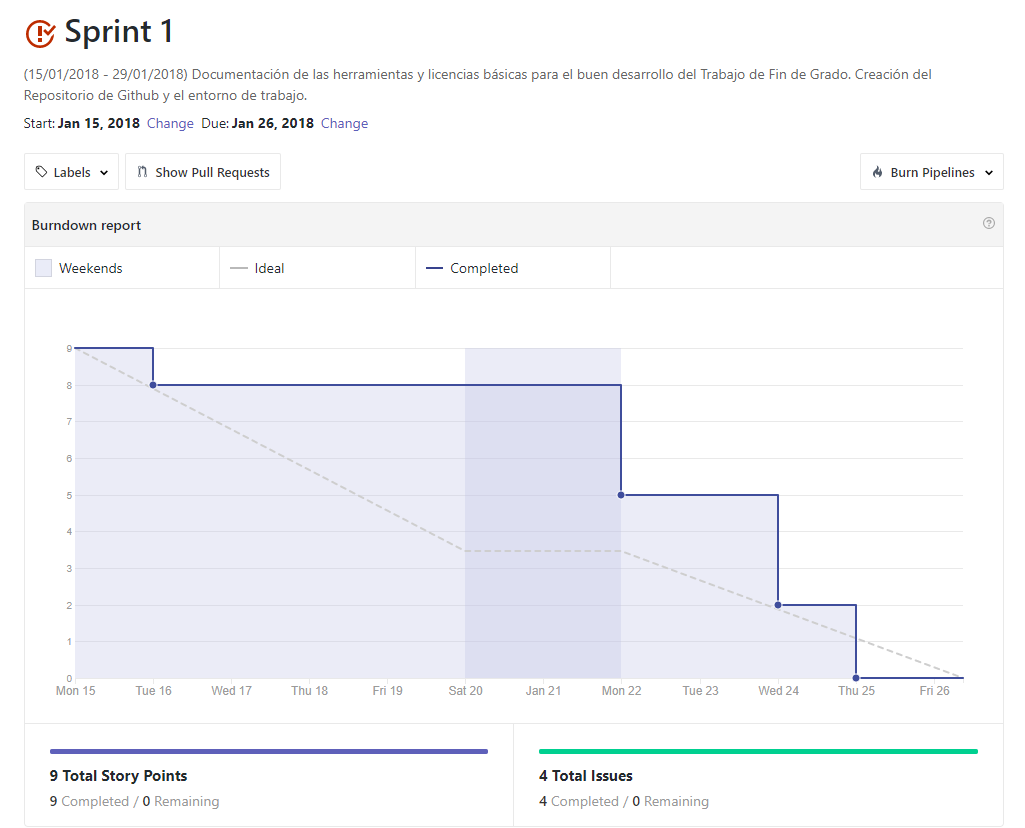 Sprint 1
(15/01/2018 - 29/01/2018) Documentación de las herramientas y licencias básicas para el buen desarrollo del Trabajo de Fin de Grado. Creación del
Repositorio de Github y el entorno de trabajo.
Start: Jan 15, 2018 Change Due: Jan 26, 2018 Change
Labels Show Pull Requests Burn Pipelines
Burndown report
Weekends Ideal Completed
9
8
7
6
5
4
3
2
1
0
Mon 15 Tue 16 Wed 17 Thu 18 Fri 19 Sat 20 Jan 21 Mon 22 Tue 23 Wed 24 Thu 25 Fri 26
9 Total Story Points
9 Completed / 0 Remaining
4 Total Issues
4 Completed / 0 Remaining